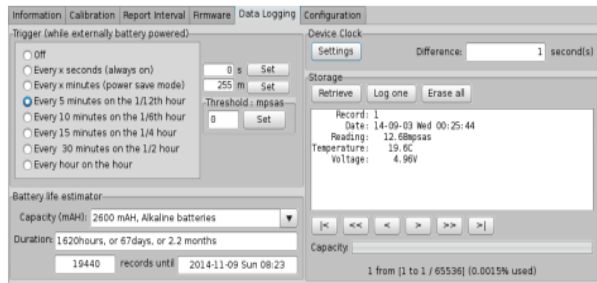 Information Calibration Report Interval Firmware Data Logging Configuration
Trigger (while externally battery powered)
Off
Every x seconds (always on) 0 s Set
Every x minutes (power save mode) 255 m Set
Every 5 minutes on the 1/12th hour
Every 10 minutes on the 1/6th hour
Every 15 minutes on the 1/4 hour
Every 30 minutes on the 1/2 hour
Every hour on the hour
Threshold : mpsas
0 Set
Battery life estimator
Capacity (mAH): 2600 mAH, Alkaline batteries
Duration: 1620hours, or 67days, or 2.2 months
19440 records until 2014-11-09 Sun 08:23
Device Clock
Settings Difference: 1 second(s)
Storage
Retrieve Log one Erase all
Record: 1
Date: 14-09-03 Wed 00:25:44
Reading: 12.68mpsas
Temperature: 19.6C
Voltage: 4.96V
|< << < > >> >|
Capacity:
1 from [1 to 1 / 65536] (0.0015% used)